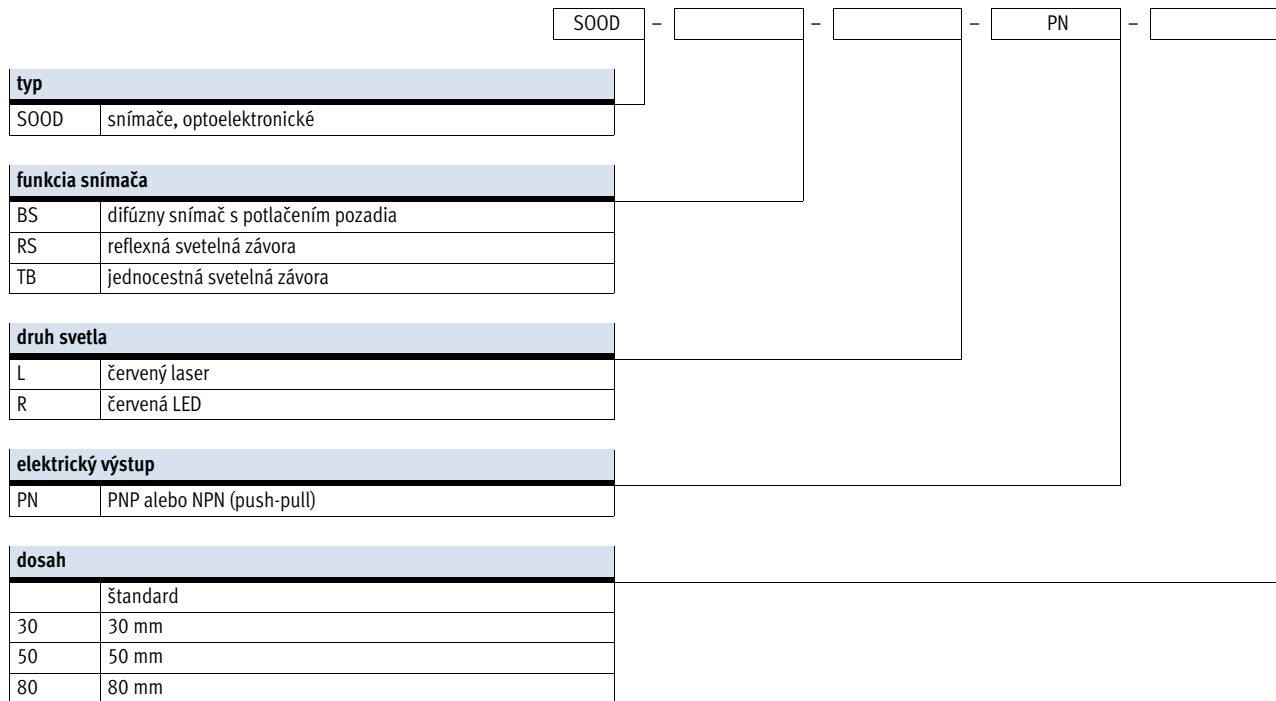 SOOD – – – PN –
typ
SOOD snímače, optoelektronické
funkcia snímača
BS difúzny snímač s potlačením pozadia
RS reflexná svetelná závora
TB jednocestná svetelná závora
druh svetla
L červený laser
R červená LED
elektrický výstup
PN PNP alebo NPN (push-pull)
dosah
štandard
30 30 mm
50 50 mm
80 80 mm